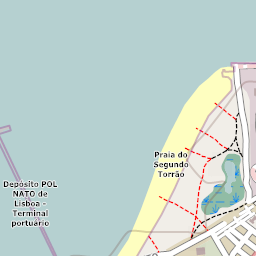 Praia do
Segundo
Torrão
Depósito POL
NATO de
Lisboa -
Terminal
portuário